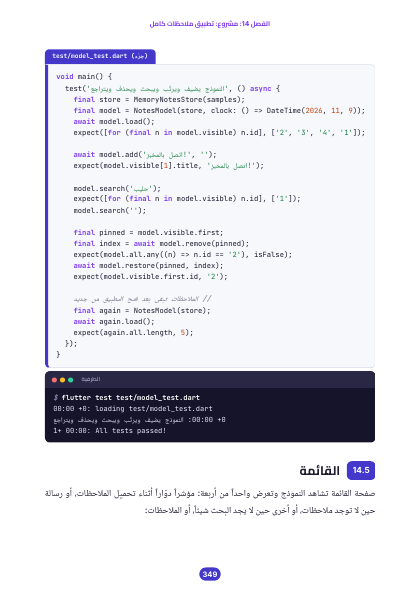 الفصل 14: مشروع: تطبيق ملاحظات كامل
test/model_test.dart (جزء)
void main() {
test('النموذج يضيف ويرتّب ويبحث ويحذف ويتراجع', () async {
final store = MemoryNotesStore(samples);
final model = NotesModel(store, clock: () => DateTime(2026, 11, 9));
await model.load();
expect([for (final n in model.visible) n.id], ['2', '3', '4', '1']);
await model.add('اتصل بالمخبز!', '');
expect(model.visible[1].title, 'اتصل بالمخبز!');
model.search('حليب');
expect([for (final n in model.visible) n.id], ['1']);
model.search('');
final pinned = model.visible.first;
final index = await model.remove(pinned);
expect(model.all.any((n) => n.id == '2'), isFalse);
await model.restore(pinned, index);
expect(model.visible.first.id, '2');
// الملاحظات تبقى بعد فتح التطبيق من جديد
final again = NotesModel(store);
await again.load();
expect(again.all.length, 5);
});
}
الطرفية
$ flutter test test/model_test.dart
00:00 +0: loading test/model_test.dart
00:00 +0: النموذج يضيف ويرتّب ويبحث ويحذف ويتراجع
00:00 +1: All tests passed!
14.5 القائمة
صفحة القائمة تشاهد النموذج وتعرض واحداً من أربعة: مؤشراً دوّاراً أثناء تحميل الملاحظات، أو رسالة
حين لا توجد ملاحظات، أو أخرى حين لا يجد البحث شيئاً، أو الملاحظات:
349